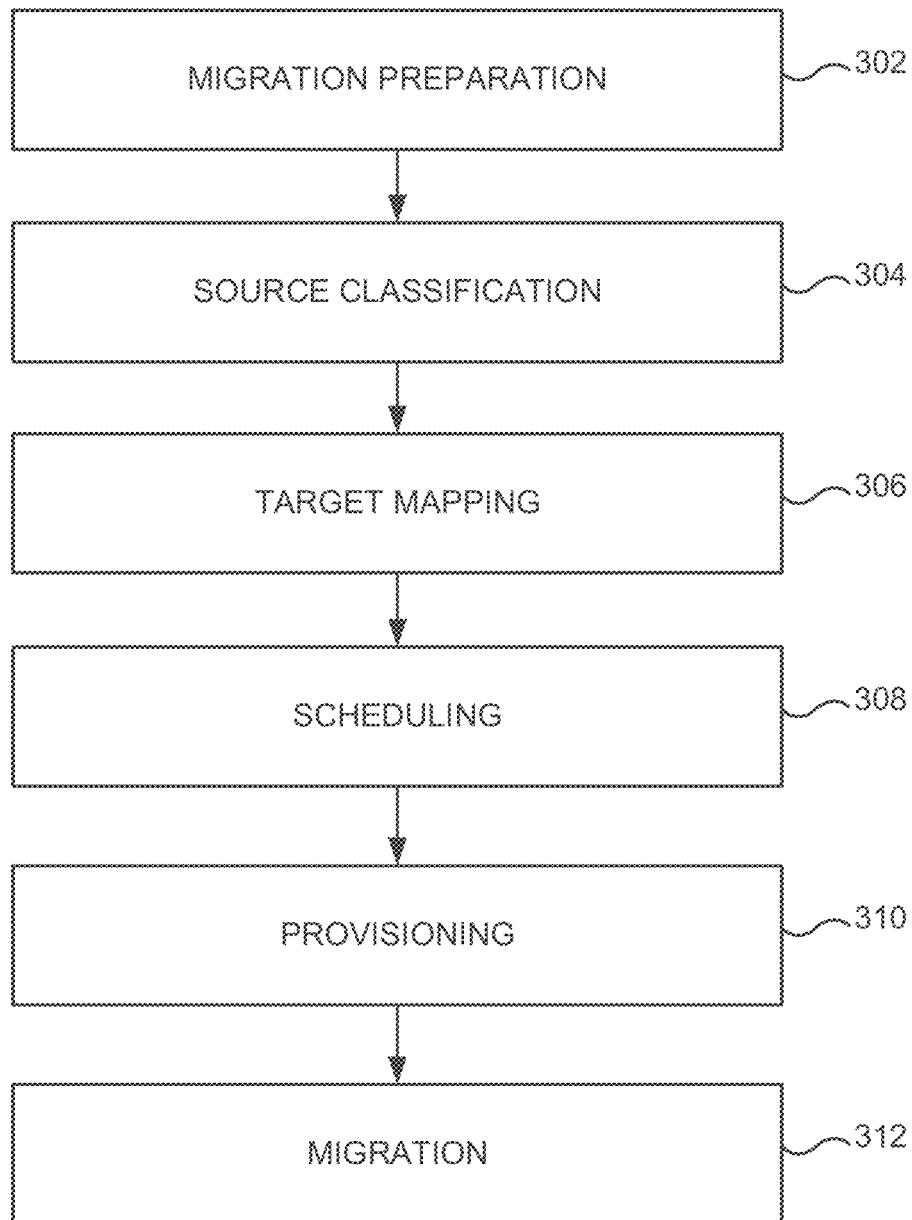 MIGRATION PREPARATION
302
SOURCE CLASSIFICATION
304
TARGET MAPPING
306
SCHEDULING
308
PROVISIONING
310
MIGRATION
312